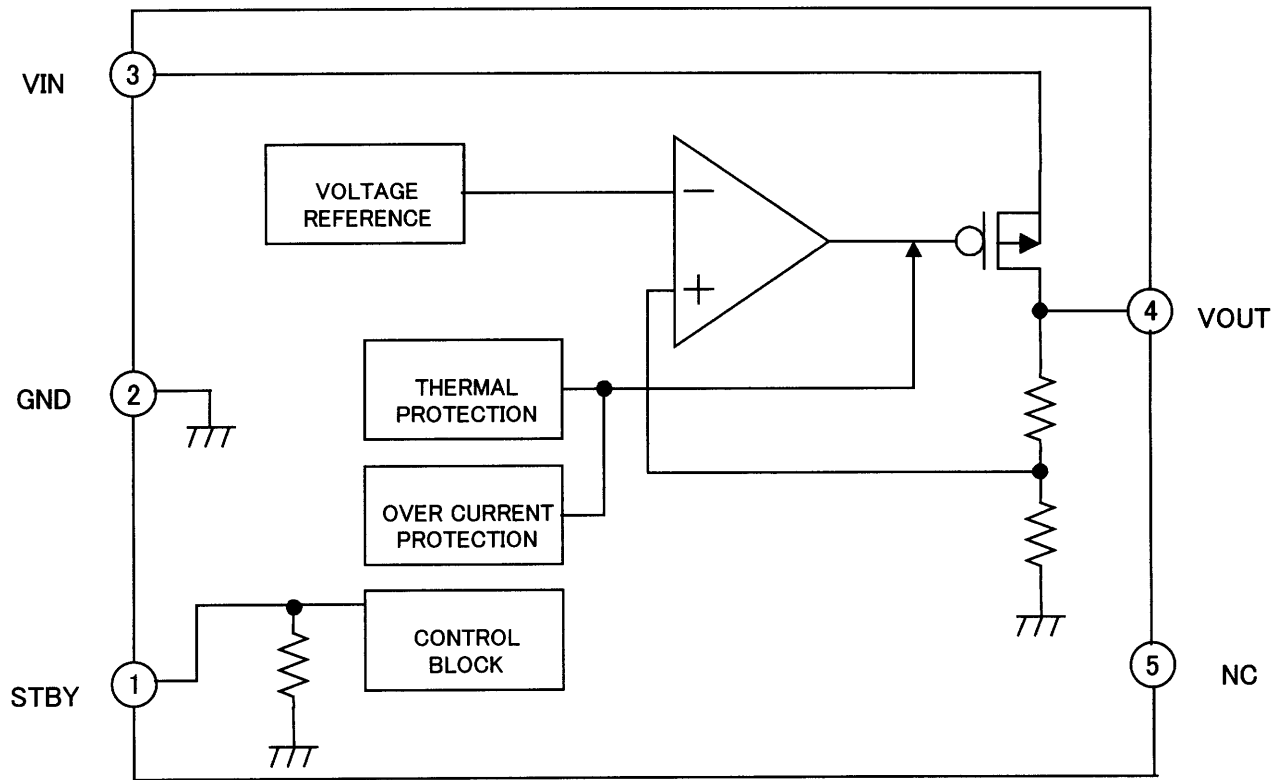 VIN
3
VOLTAGE
REFERENCE
−
+
4
VOUT
GND
2
THERMAL
PROTECTION
OVER CURRENT
PROTECTION
CONTROL
BLOCK
STBY
1
5
NC